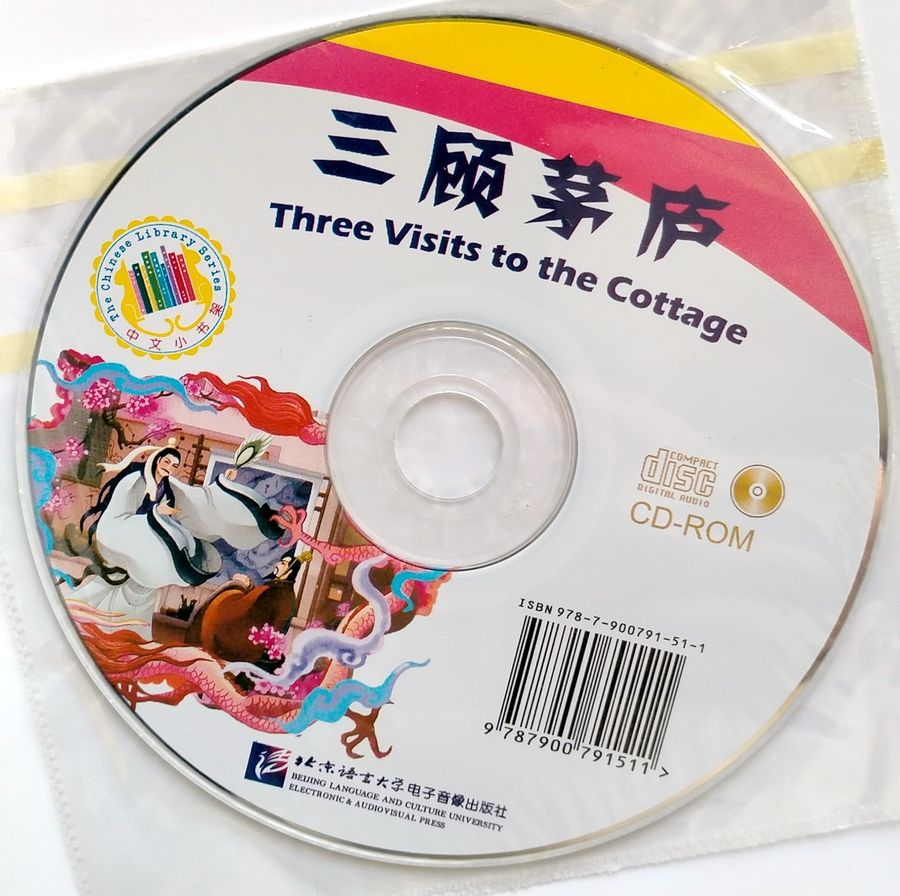 三顾茅庐
Three Visits to the Cottage
The Chinese Library Series
中文小书架
COMPACT
disc
DIGITAL AUDIO
CD-ROM
ISBN 978-7-900791-51-1
9 787900 791511 >
北京语言大学电子音像出版社
BEIJING LANGUAGE AND CULTURE UNIVERSITY
ELECTRONIC & AUDIOVISUAL PRESS